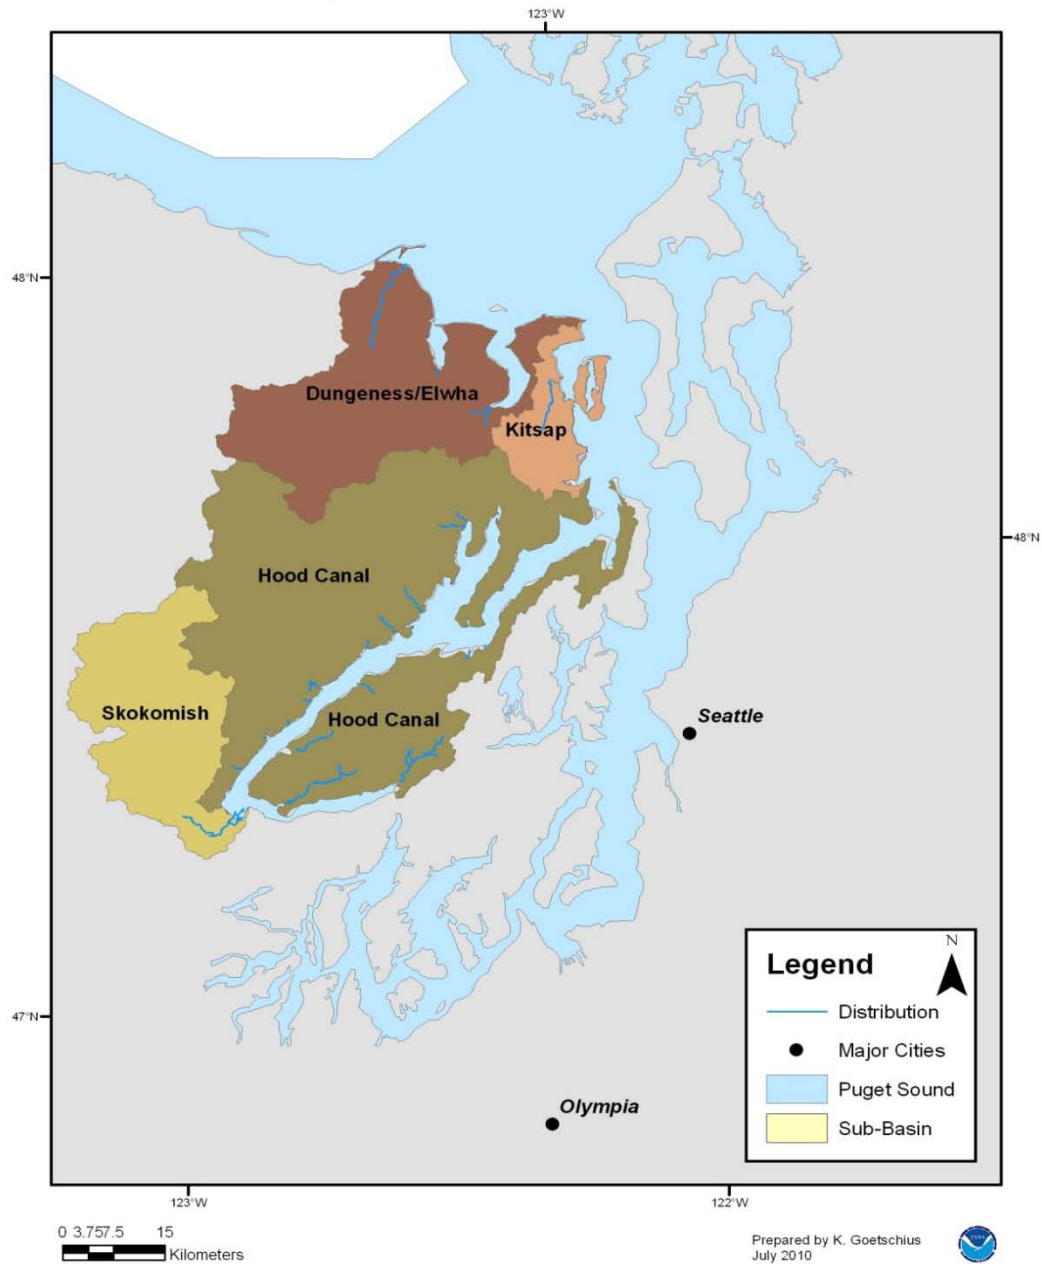 123°W
48°N
Dungeness/Elwha
Kitsap
48°N
Hood Canal
Skokomish
Hood Canal
Seattle
N
Legend
Distribution
Major Cities
Puget Sound
Sub-Basin
47°N
Olympia
123°W
122°W
0 3.757.5 15
Kilometers
Prepared by K. Goetschius
July 2010